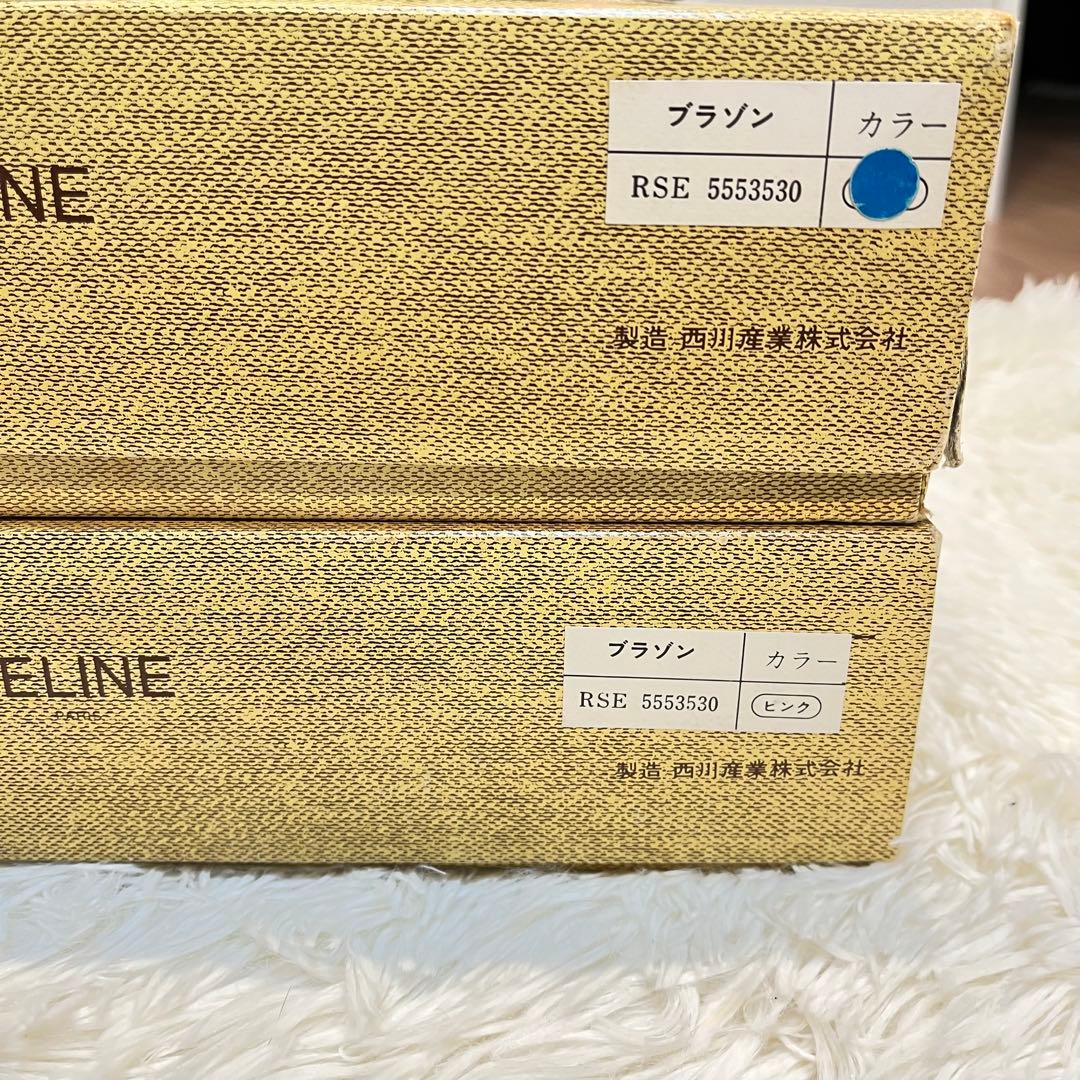 NE
ブラゾン カラー
RSE 5553530
製造 西川産業株式会社
ELINE
PARIS
ブラゾン カラー
RSE 5553530 ピンク
製造 西川産業株式会社